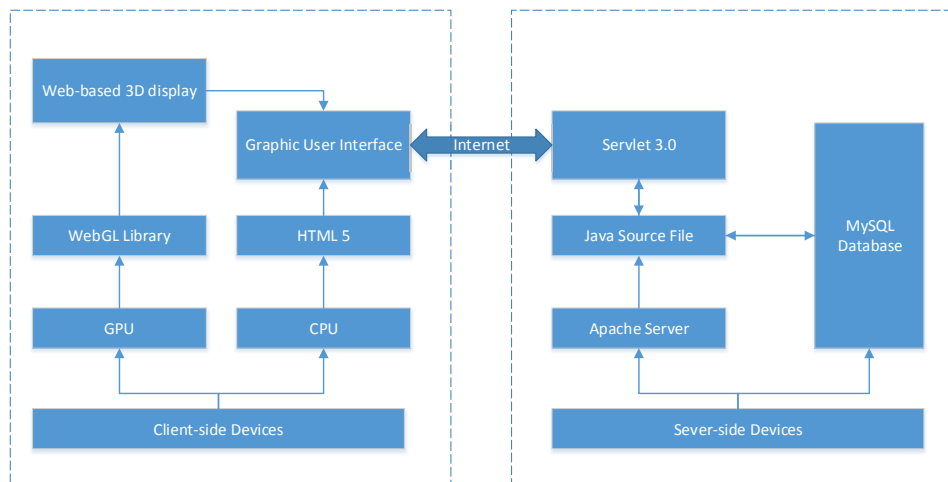 Web-based 3D display
Graphic User Interface
Internet
Servlet 3.0
WebGL Library
HTML 5
Java Source File
MySQL
Database
GPU
CPU
Apache Server
Client-side Devices
Sever-side Devices